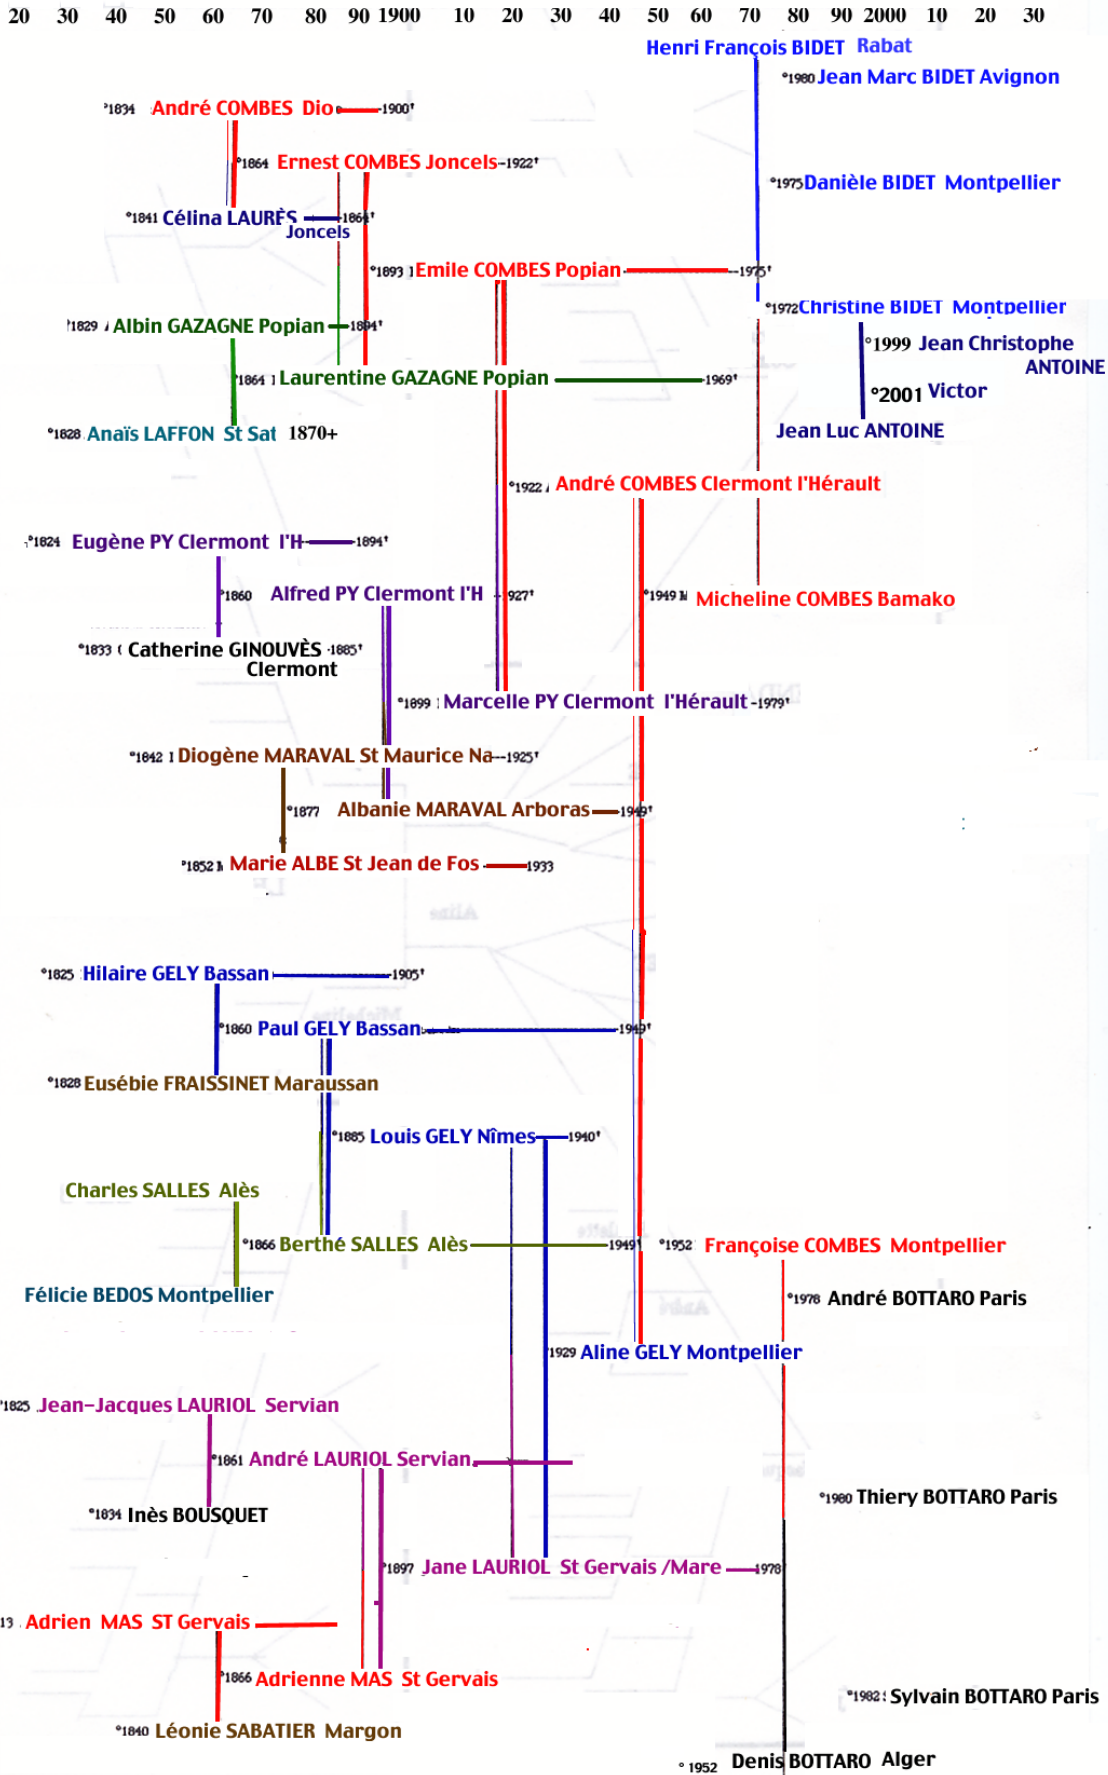 20 30 40 50 60 70 80 90 1900 10 20 30 40 50 60 70 80 90 2000 10 20 30
Henri François BIDET Rabat
°1980 Jean Marc BIDET Avignon
°1834 André COMBES Dio 1900†
°1864 Ernest COMBES Joncels 1922†
°1975 Danièle BIDET Montpellier
°1841 Célina LAURÈS 1864†
Joncels
°1893 Emile COMBES Popian 1975†
°1972 Christine BIDET Montpellier
°1829 Albin GAZAGNE Popian 1894†
°1999 Jean Christophe
ANTOINE
°1864 Laurentine GAZAGNE Popian 1969†
°2001 Victor
°1828 Anaïs LAFFON St Sat 1870+
Jean Luc ANTOINE
°1922 André COMBES Clermont l'Hérault
°1824 Eugène PY Clermont l'H 1894†
°1860 Alfred PY Clermont l'H 1927†
°1949 Micheline COMBES Bamako
°1833 Catherine GINOUVÈS 1885†
Clermont
°1899 Marcelle PY Clermont l'Hérault 1979†
°1842 Diogène MARAVAL St Maurice Na 1925†
°1877 Albanie MARAVAL Arboras 1949†
°1852 Marie ALBE St Jean de Fos 1933
°1825 Hilaire GELY Bassan 1905†
°1860 Paul GELY Bassan 1949†
°1828 Eusébie FRAISSINET Maraussan
°1885 Louis GELY Nîmes 1940†
Charles SALLES Alès
°1866 Berthe SALLES Alès 1949†
°1952 Françoise COMBES Montpellier
Félicie BEDOS Montpellier
°1978 André BOTTARO Paris
°1929 Aline GELY Montpellier
°1825 Jean-Jacques LAURIOL Servian
°1861 André LAURIOL Servian
°1980 Thiery BOTTARO Paris
°1834 Inès BOUSQUET
°1897 Jane LAURIOL St Gervais /Mare 1978
13 Adrien MAS ST Gervais
°1866 Adrienne MAS St Gervais
°1982 Sylvain BOTTARO Paris
°1840 Léonie SABATIER Margon
°1952 Denis BOTTARO Alger